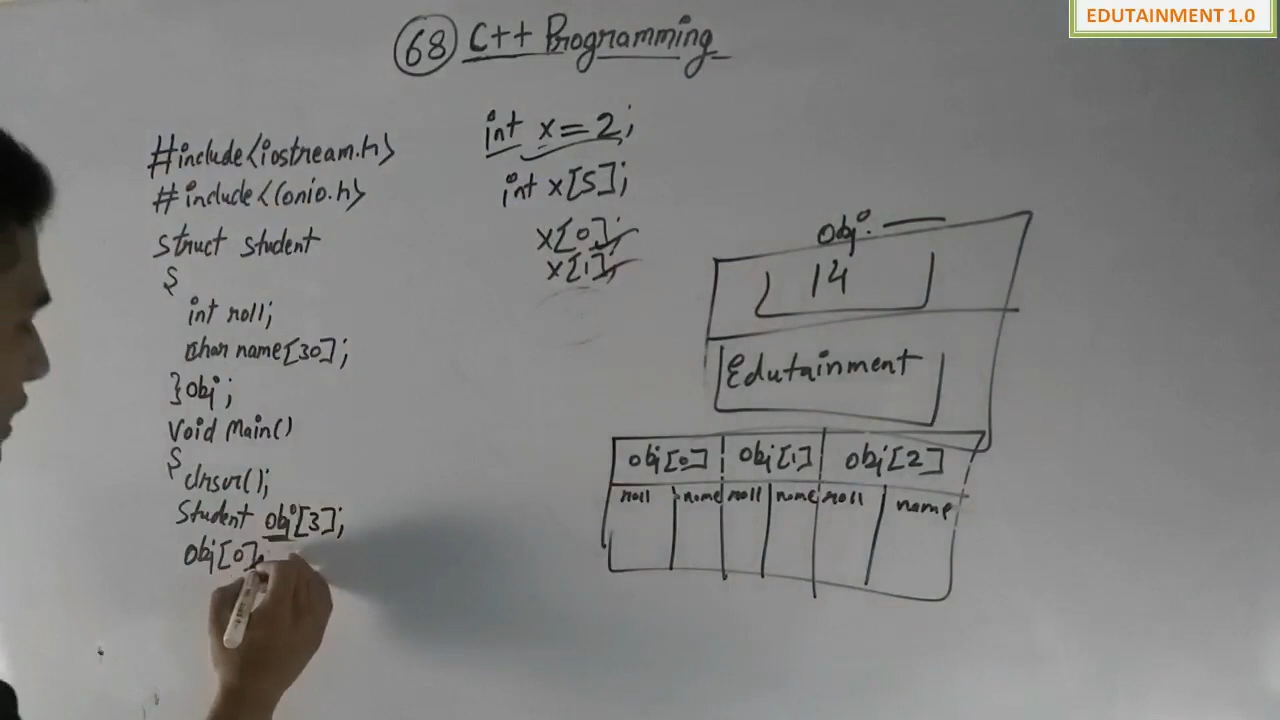 EDUTAINMENT 1.0
68 C++ Programming
#include<iostream.h>
#include<conio.h>
struct student
{
int roll;
char name[30];
}obj;
Void Main()
{
clrscr();
Student obj[3];
obj[0].
int x=2;
int x[5];
x[0];
x[1];
obj:
14
Edutainment
obj[0] obj[1] obj[2]
roll name roll name roll name